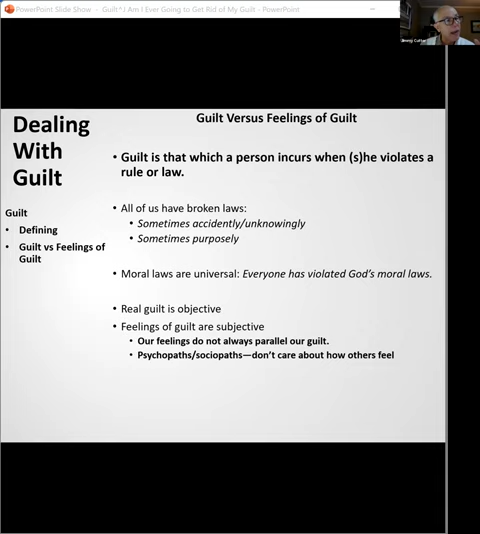 PowerPoint Slide Show - Guilt^J Am I Ever Going to Get Rid of My Guilt - PowerPoint
Dealing
With
Guilt
Guilt
• Defining
• Guilt vs Feelings of
Guilt
Guilt Versus Feelings of Guilt
• Guilt is that which a person incurs when (s)he violates a
rule or law.
• All of us have broken laws:
• Sometimes accidently/unknowingly
• Sometimes purposely
• Moral laws are universal: Everyone has violated God's moral laws.
• Real guilt is objective
• Feelings of guilt are subjective
• Our feelings do not always parallel our guilt.
• Psychopaths/sociopaths—don't care about how others feel